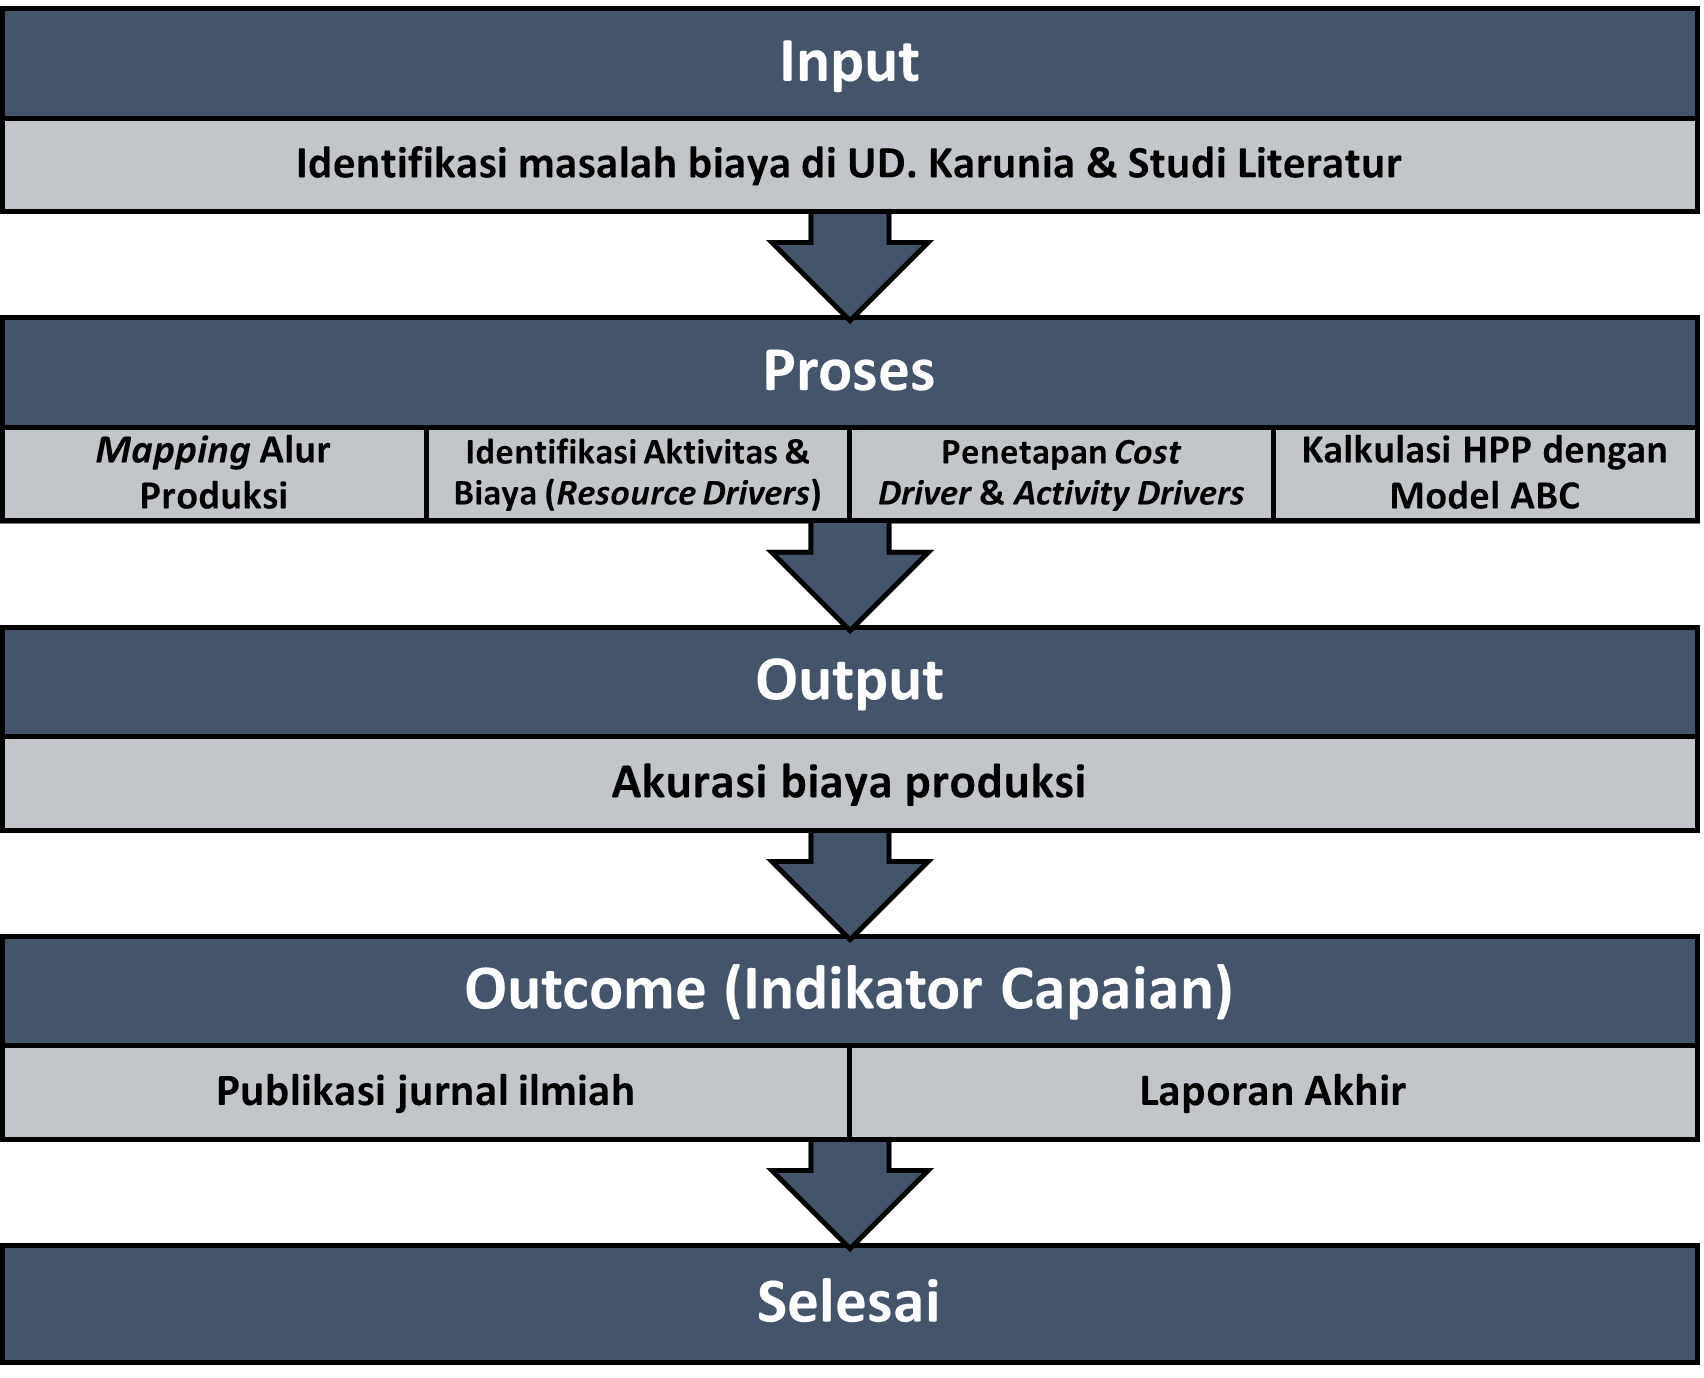 Input
Identifikasi masalah biaya di UD. Karunia & Studi Literatur
Proses
Mapping Alur
Produksi
Identifikasi Aktivitas &
Biaya (Resource Drivers)
Penetapan Cost
Driver & Activity Drivers
Kalkulasi HPP dengan
Model ABC
Output
Akurasi biaya produksi
Outcome (Indikator Capaian)
Publikasi jurnal ilmiah
Laporan Akhir
Selesai